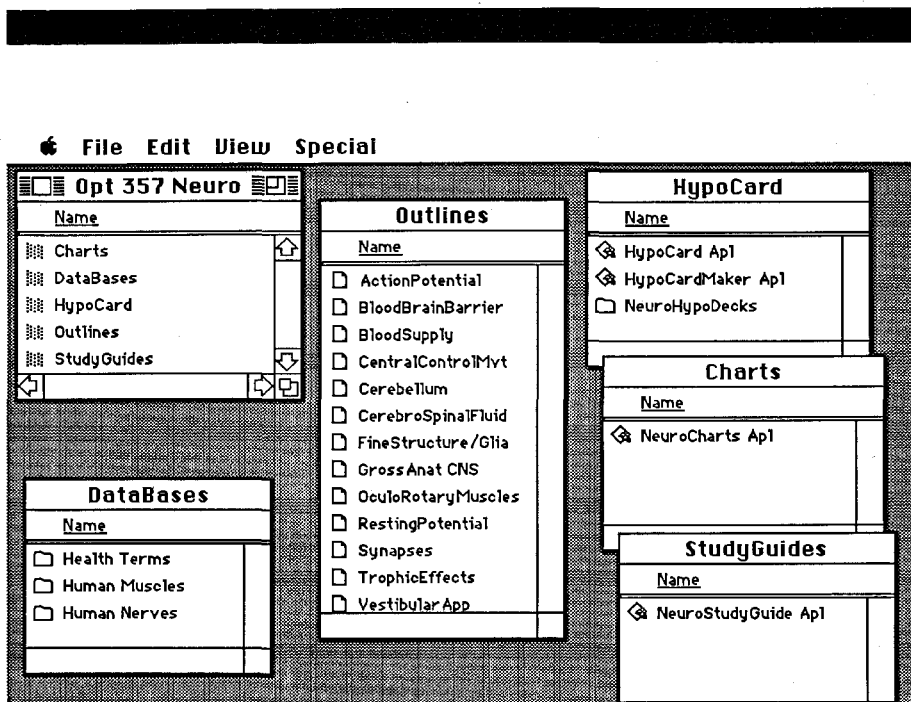 File Edit View Special
Opt 357 Neuro
Name
Charts
DataBases
HypoCard
Outlines
StudyGuides
DataBases
Name
Health Terms
Human Muscles
Human Nerves
Outlines
Name
ActionPotential
BloodBrainBarrier
BloodSupply
CentralControlMvt
Cerebellum
CerebroSpinalFluid
FineStructure/Glia
GrossAnat CNS
OculoRotaryMuscles
RestingPotential
Synapses
TrophicEffects
VestibularApp
HypoCard
Name
HypoCard Apl
HypoCardMaker Apl
NeuroHypoDecks
Charts
Name
NeuroCharts Apl
StudyGuides
Name
NeuroStudyGuide Apl